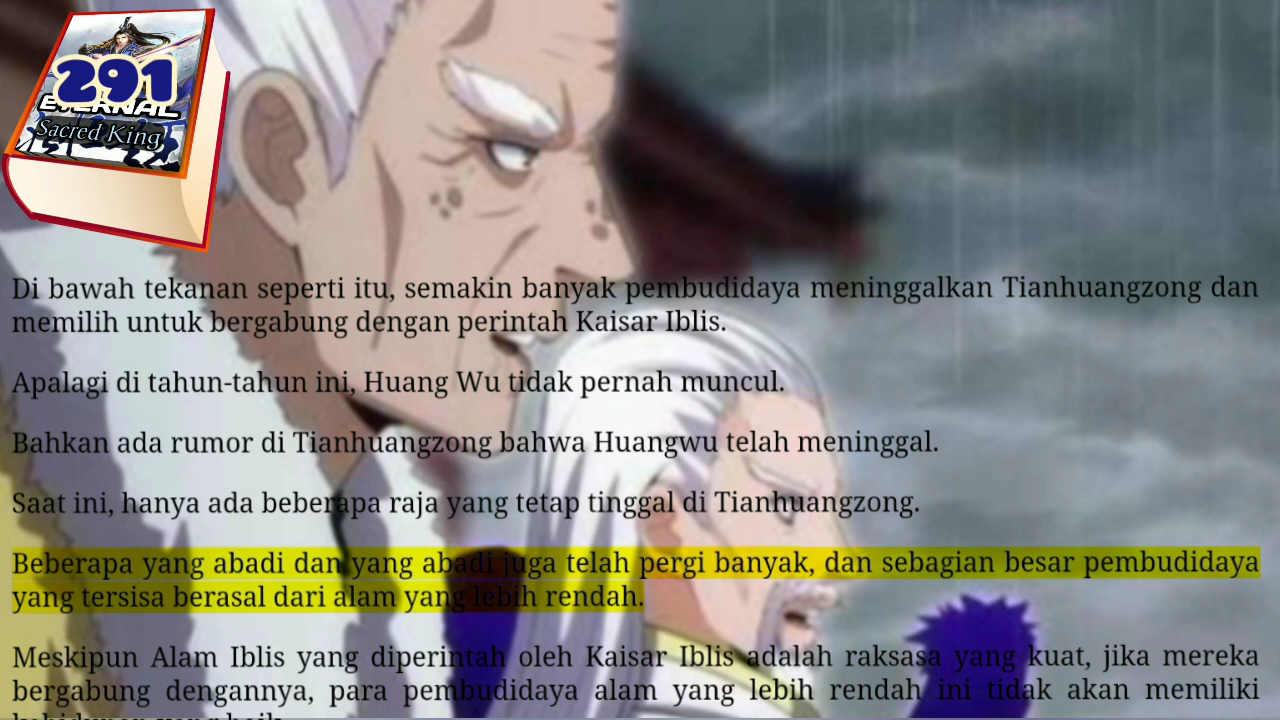 291
ETERNAL
Sacred King
Di bawah tekanan seperti itu, semakin banyak pembudidaya meninggalkan Tianhuangzong dan
memilih untuk bergabung dengan perintah Kaisar Iblis.
Apalagi di tahun-tahun ini, Huang Wu tidak pernah muncul.
Bahkan ada rumor di Tianhuangzong bahwa Huangwu telah meninggal.
Saat ini, hanya ada beberapa raja yang tetap tinggal di Tianhuangzong.
Beberapa yang abadi dan yang abadi juga telah pergi banyak, dan sebagian besar pembudidaya
yang tersisa berasal dari alam yang lebih rendah.
Meskipun Alam Iblis yang diperintah oleh Kaisar Iblis adalah raksasa yang kuat, jika mereka
bergabung dengannya, para pembudidaya alam yang lebih rendah ini tidak akan memiliki